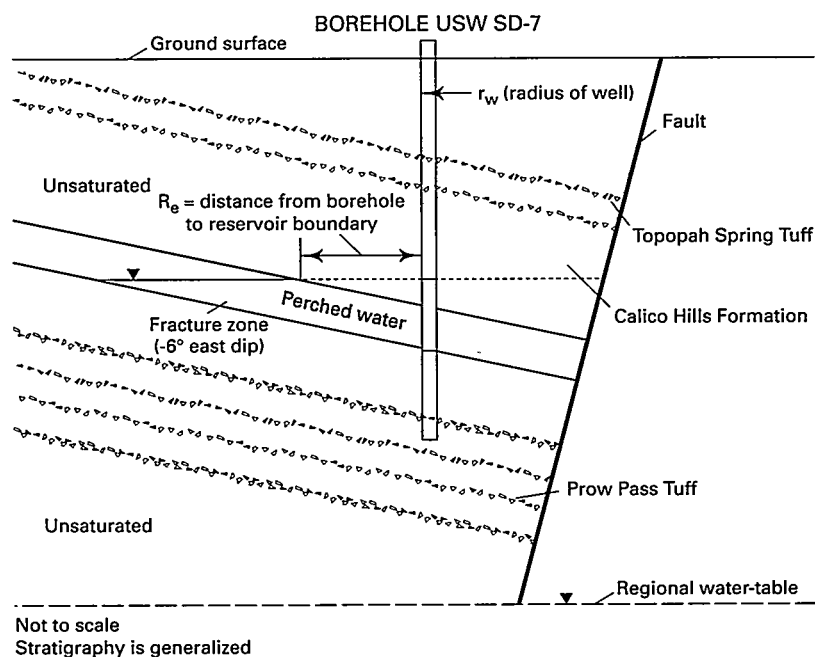 BOREHOLE USW SD-7
Ground surface
r_w (radius of well)
Fault
Unsaturated
R_e = distance from borehole
to reservoir boundary
Topopah Spring Tuff
Perched water
Calico Hills Formation
Fracture zone
(-6° east dip)
Prow Pass Tuff
Unsaturated
Regional water-table
Not to scale
Stratigraphy is generalized